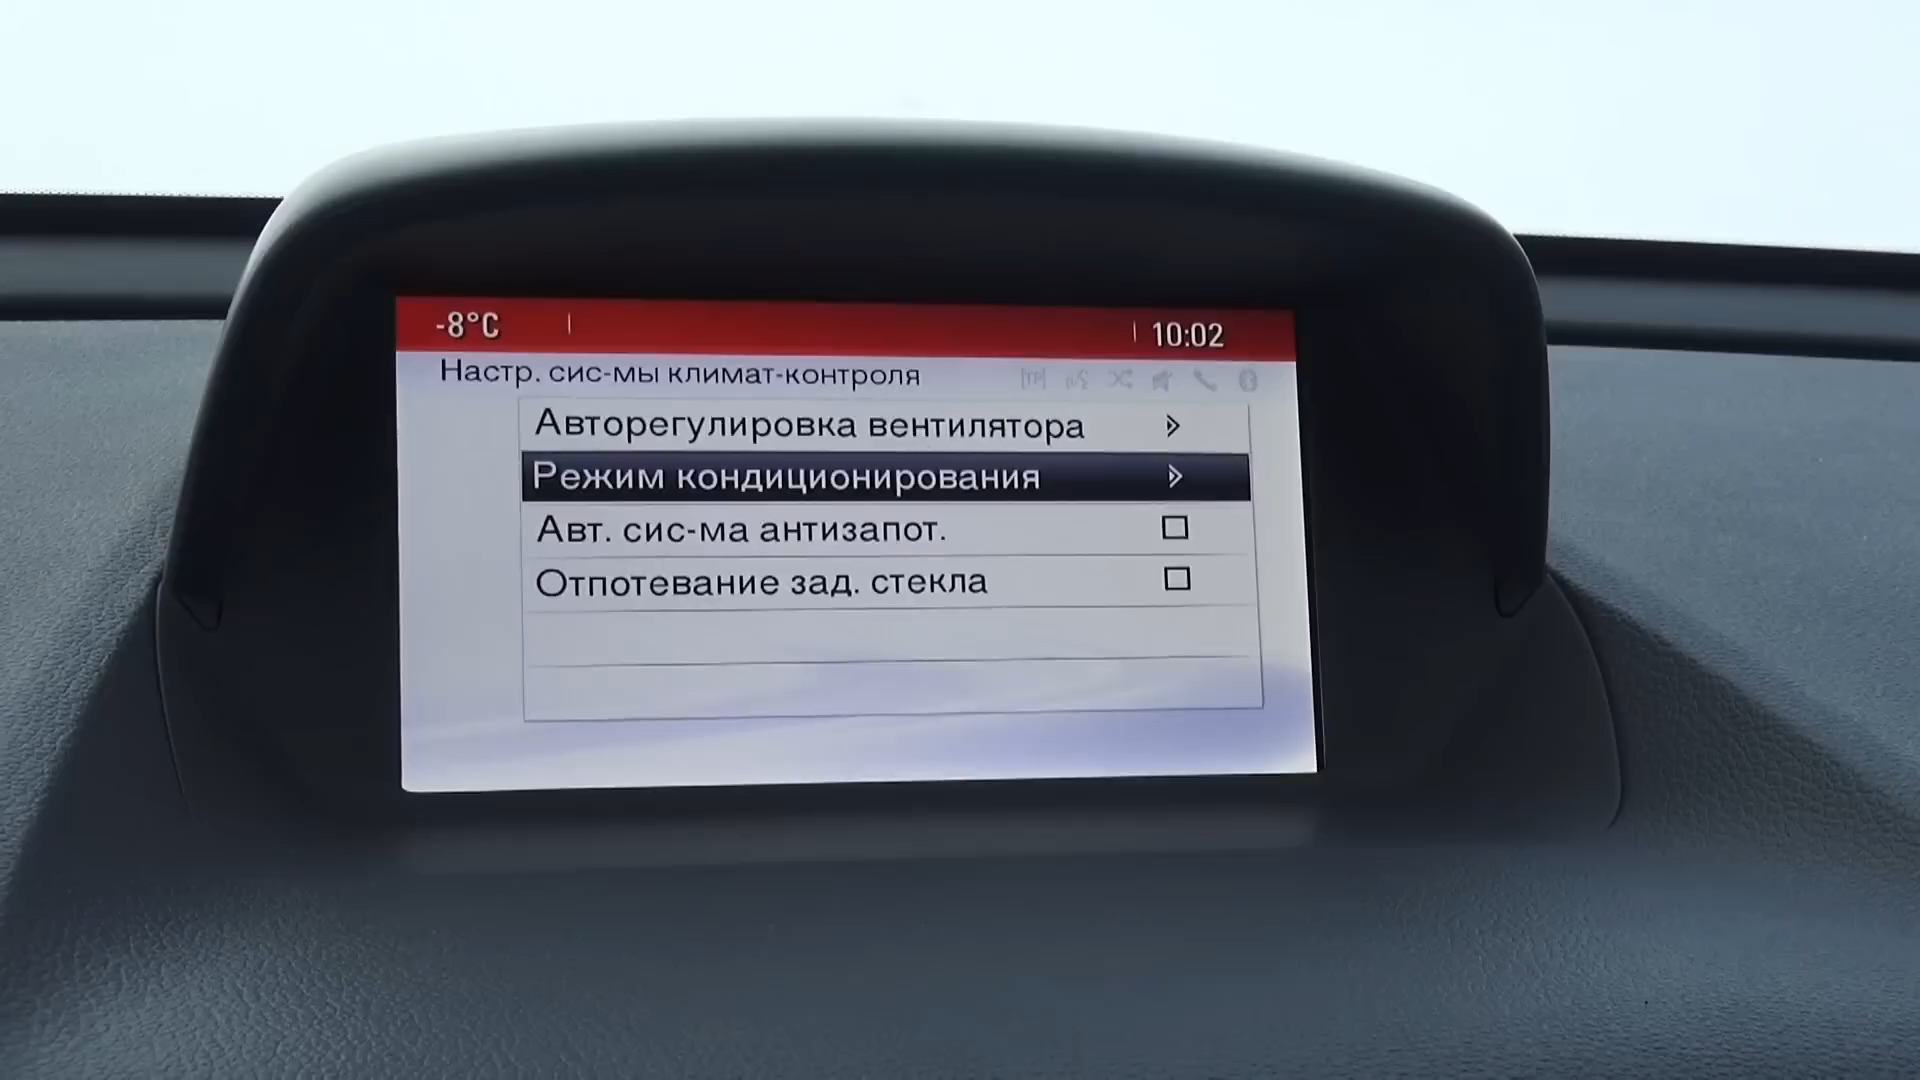 -8°C
10:02
Настр. сис-мы климат-контроля
[TP]
Авторегулировка вентилятора
Режим кондиционирования
Авт. сис-ма антизапот.
Отпотевание зад. стекла